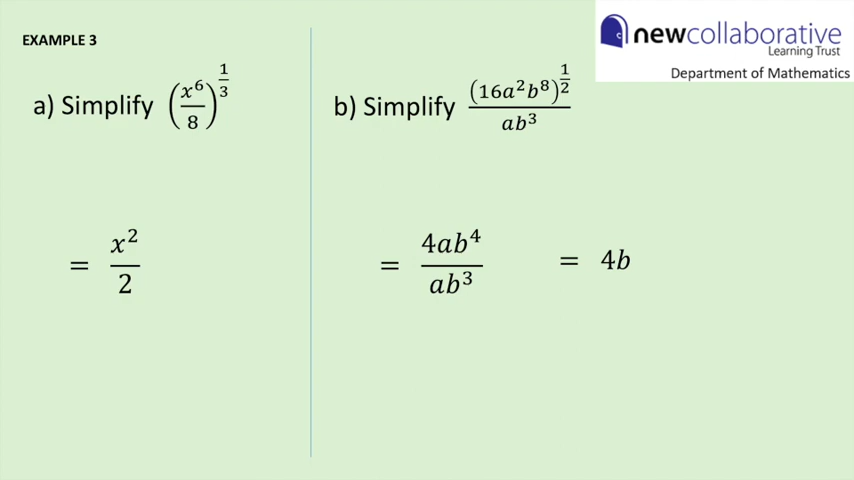 EXAMPLE 3
newcollaborative
Learning Trust
Department of Mathematics
a) Simplify (x⁶/8)^(1/3)
= x²/2
b) Simplify (16a²b⁸)^(1/2)/ab³
= 4ab⁴/ab³ = 4b